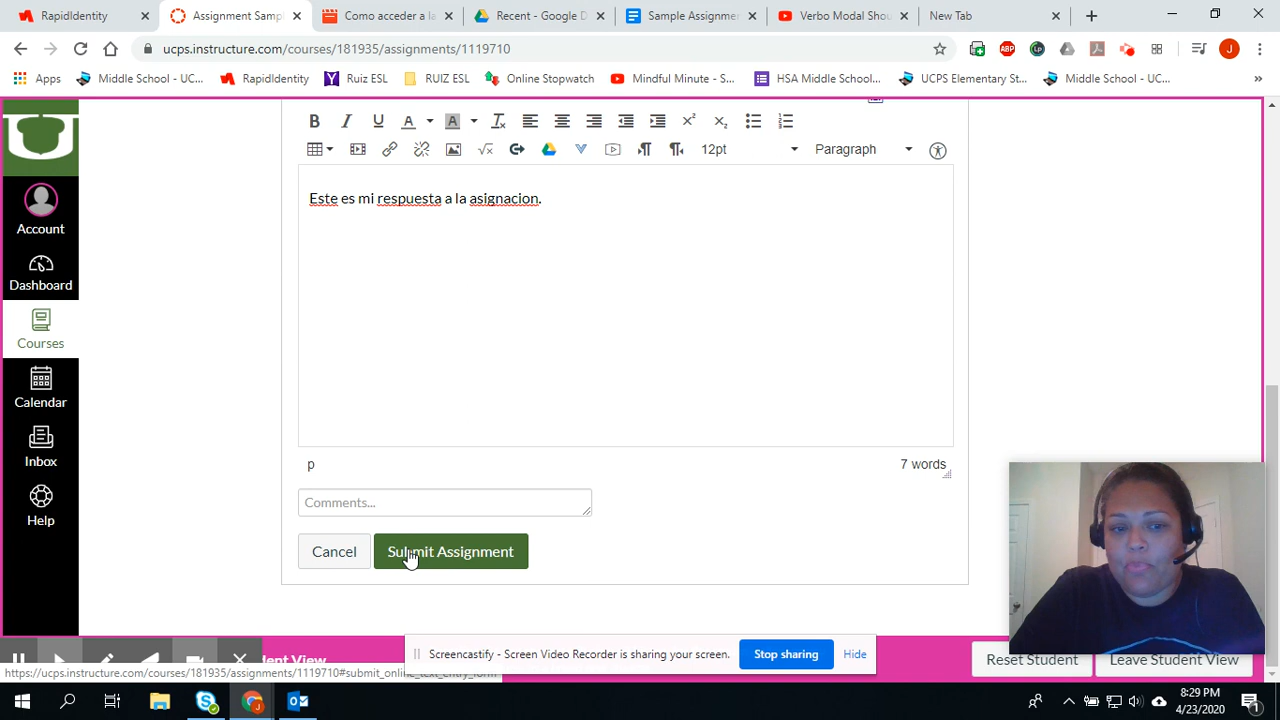 RapidIdentity
Assignment Samp
Como acceder a la
Recent - Google D
Sample Assignme
Verbo Modal Shou
New Tab
ucps.instructure.com/courses/181935/assignments/1119710
ABP
J
Apps
Middle School - UC...
RapidIdentity
Ruiz ESL
RUIZ ESL
Online Stopwatch
Mindful Minute - S...
HSA Middle School...
UCPS Elementary St...
Middle School - UC...
Account
Dashboard
Courses
Calendar
Inbox
Help
12pt
Paragraph
Este es mi respuesta a la asignacion.
p
7 words
Comments...
Cancel
Submit Assignment
Screencastify - Screen Video Recorder is sharing your screen.
Stop sharing
Hide
Reset Student
Leave Student View
https://ucps.instructure.com/courses/181935/assignments/1119710#submit_online_text_entry_form
8:29 PM
4/23/2020